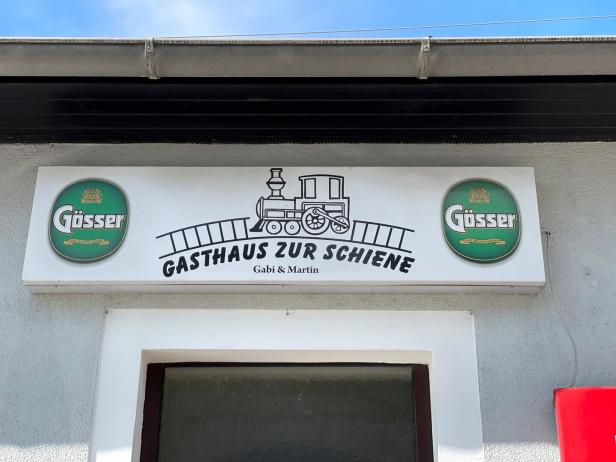 Gösser
GASTHAUS ZUR SCHIENE
Gabi & Martin
Gösser